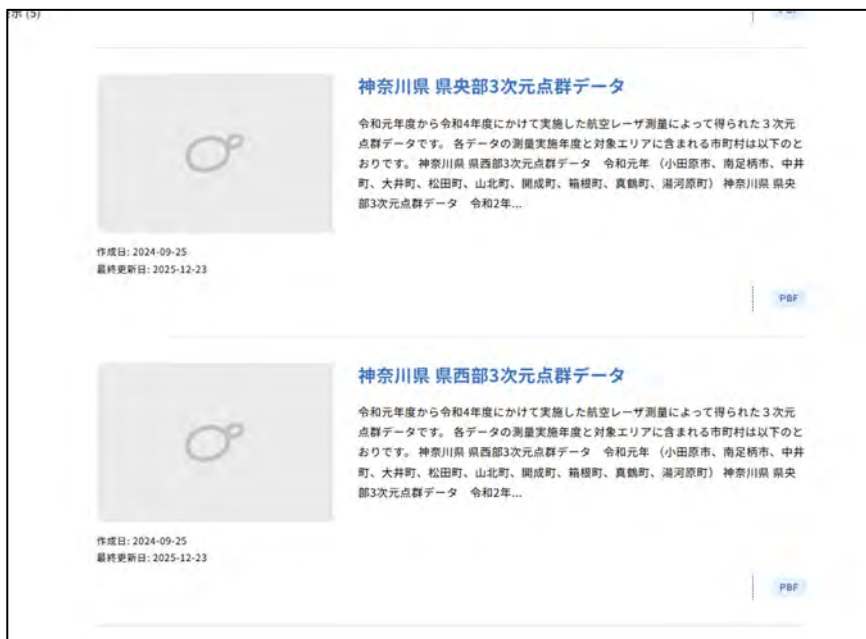 示 (5)
神奈川県 県央部3次元点群データ
令和元年度から令和4年度にかけて実施した航空レーザ測量によって得られた３次元
点群データです。 各データの測量実施年度と対象エリアに含まれる市町村は以下のと
おりです。 神奈川県 県西部3次元点群データ　令和元年 （小田原市、南足柄市、中井
町、大井町、松田町、山北町、開成町、箱根町、真鶴町、湯河原町） 神奈川県 県央
部3次元点群データ　令和2年...
作成日: 2024-09-25
最終更新日: 2025-12-23
PBF
神奈川県 県西部3次元点群データ
令和元年度から令和4年度にかけて実施した航空レーザ測量によって得られた３次元
点群データです。 各データの測量実施年度と対象エリアに含まれる市町村は以下のと
おりです。 神奈川県 県西部3次元点群データ　令和元年 （小田原市、南足柄市、中井
町、大井町、松田町、山北町、開成町、箱根町、真鶴町、湯河原町） 神奈川県 県央
部3次元点群データ　令和2年...
作成日: 2024-09-25
最終更新日: 2025-12-23
PBF